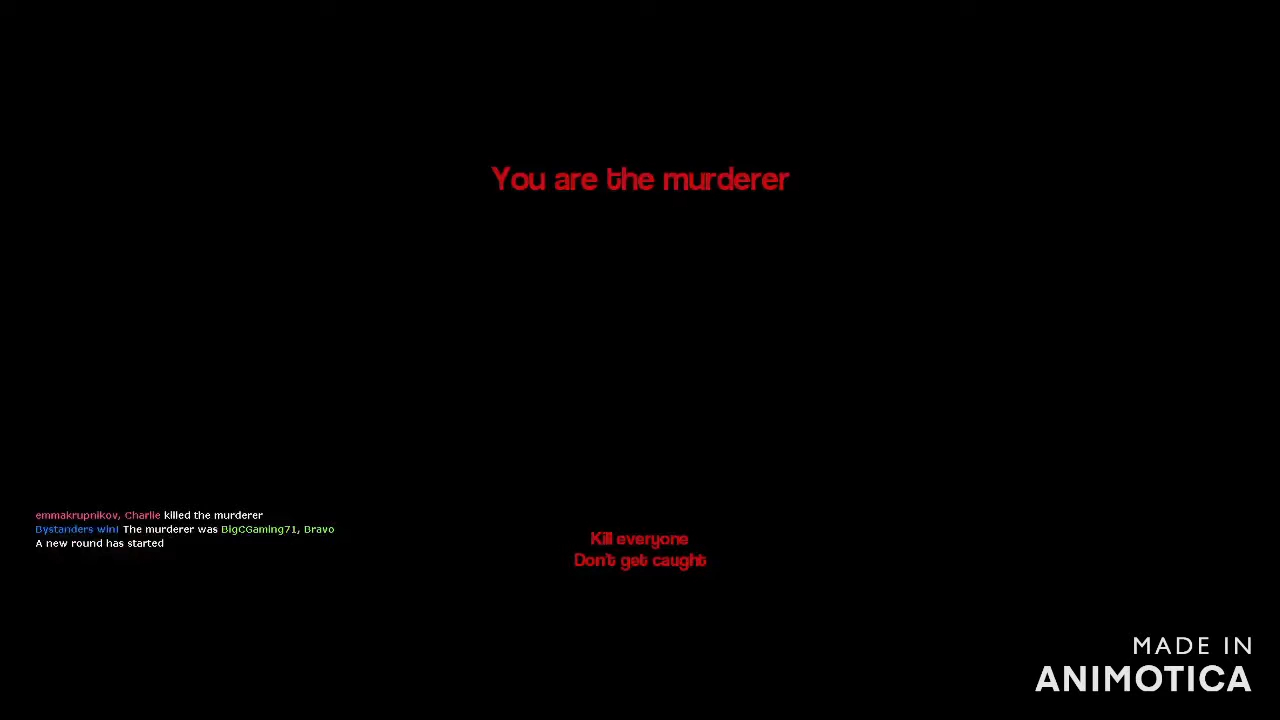 You are the murderer
emmakrupnikov, Charlie killed the murderer
Bystanders win! The murderer was BigCGaming71, Bravo
A new round has started
Kill everyone
Don't get caught
MADE IN
ANIMOTICA